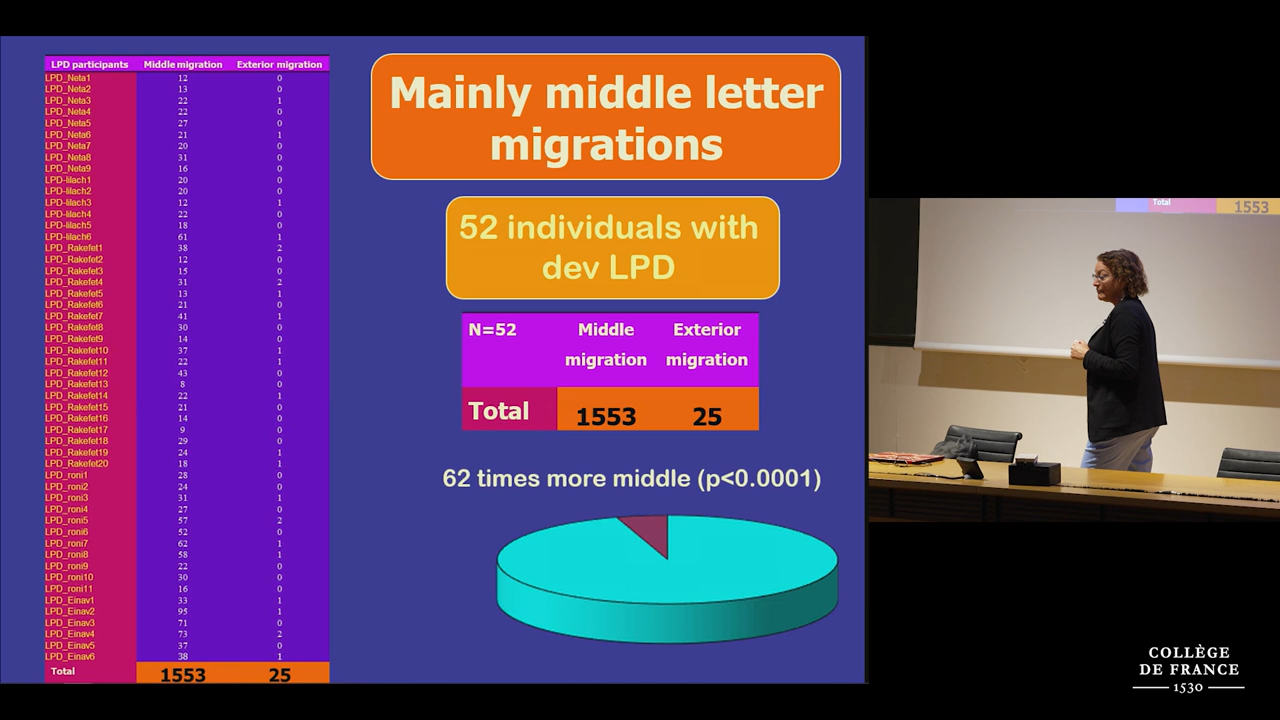 LPD participants Middle migration Exterior migration
LPD_Neta1 12 0
LPD_Neta2 13 0
LPD_Neta3 22 1
LPD_Neta4 22 0
LPD_Neta5 27 0
LPD_Neta6 21 1
LPD_Neta7 20 0
LPD_Neta8 31 0
LPD_Neta9 16 0
LPD-lilach1 20 0
LPD-lilach2 20 0
LPD-lilach3 12 1
LPD-lilach4 22 0
LPD-lilach5 18 0
LPD-lilach6 61 1
LPD_Rakefet1 38 2
LPD_Rakefet2 12 0
LPD_Rakefet3 15 0
LPD_Rakefet4 31 2
LPD_Rakefet5 13 1
LPD_Rakefet6 21 0
LPD_Rakefet7 41 1
LPD_Rakefet8 30 0
LPD_Rakefet9 14 0
LPD_Rakefet10 37 1
LPD_Rakefet11 22 1
LPD_Rakefet12 43 0
LPD_Rakefet13 8 0
LPD_Rakefet14 22 1
LPD_Rakefet15 21 0
LPD_Rakefet16 14 0
LPD_Rakefet17 9 0
LPD_Rakefet18 29 0
LPD_Rakefet19 24 1
LPD_Rakefet20 18 1
LPD_roni1 28 0
LPD_roni2 24 0
LPD_roni3 31 1
LPD_roni4 27 0
LPD_roni5 57 2
LPD_roni6 52 0
LPD_roni7 62 1
LPD_roni8 58 1
LPD_roni9 22 0
LPD_roni10 30 0
LPD_roni11 16 0
LPD_Einav1 33 1
LPD_Einav2 95 1
LPD_Einav3 71 0
LPD_Einav4 73 2
LPD_Einav5 37 0
LPD_Einav6 38 1
Total 1553 25
Mainly middle letter
migrations
52 individuals with
dev LPD
N=52 Middle Exterior
migration migration
Total 1553 25
62 times more middle (p<0.0001)
Total 1553
COLLÈGE
DE FRANCE
1530